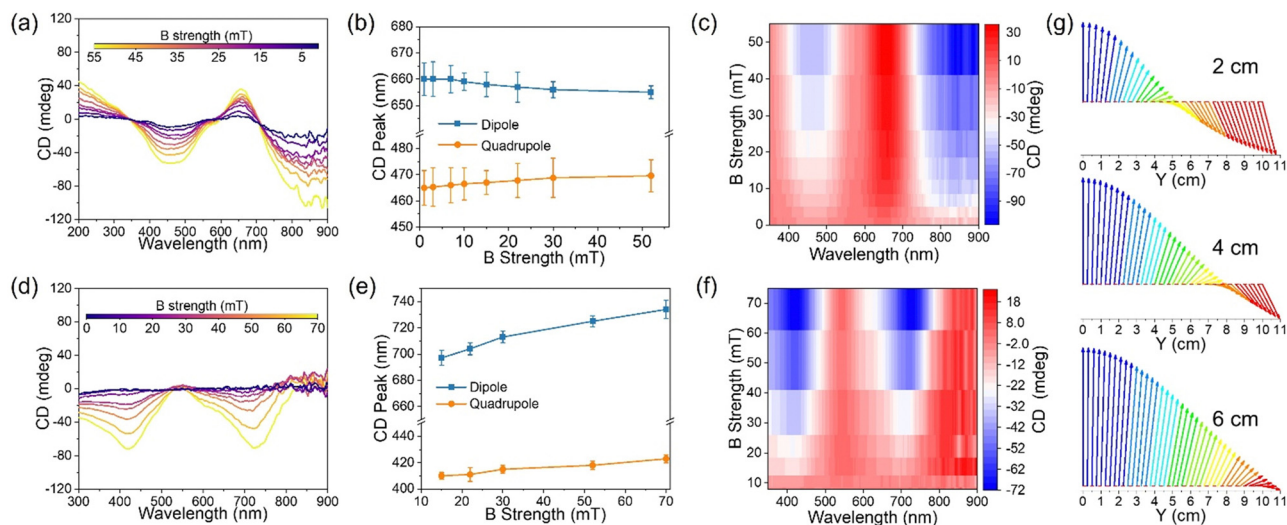 (a)
B strength (mT)
55 45 35 25 15 5
120
80
40
0
-40
-80
-120
CD (mdeg)
200 300 400 500 600 700 800 900
Wavelength (nm)
(b)
680
670
660
650
490
480
470
460
450
CD Peak (nm)
Dipole
Quadrupole
0 10 20 30 40 50
B Strength (mT)
(c)
50
40
30
20
10
0
B Strength (mT)
400 500 600 700 800 900
Wavelength (nm)
30
10
-10
-30
-50
-70
-90
CD (mdeg)
(d)
B strength (mT)
0 10 20 30 40 50 60 70
120
80
40
0
-40
-80
-120
CD (mdeg)
300 400 500 600 700 800 900
Wavelength (nm)
(e)
740
720
700
420
410
400
CD Peak (nm)
Dipole
Quadrupole
10 20 30 40 50 60 70
B Strength (mT)
(f)
70
60
50
40
30
20
10
B Strength (mT)
400 500 600 700 800 900
Wavelength (nm)
18
8.0
-2.0
-12
-22
-32
-42
-52
-62
-72
CD (mdeg)
(g)
2 cm
0 1 2 3 4 5 6 7 8 9 10 11
Y (cm)
4 cm
0 1 2 3 4 5 6 7 8 9 10 11
Y (cm)
6 cm
0 1 2 3 4 5 6 7 8 9 10 11
Y (cm)